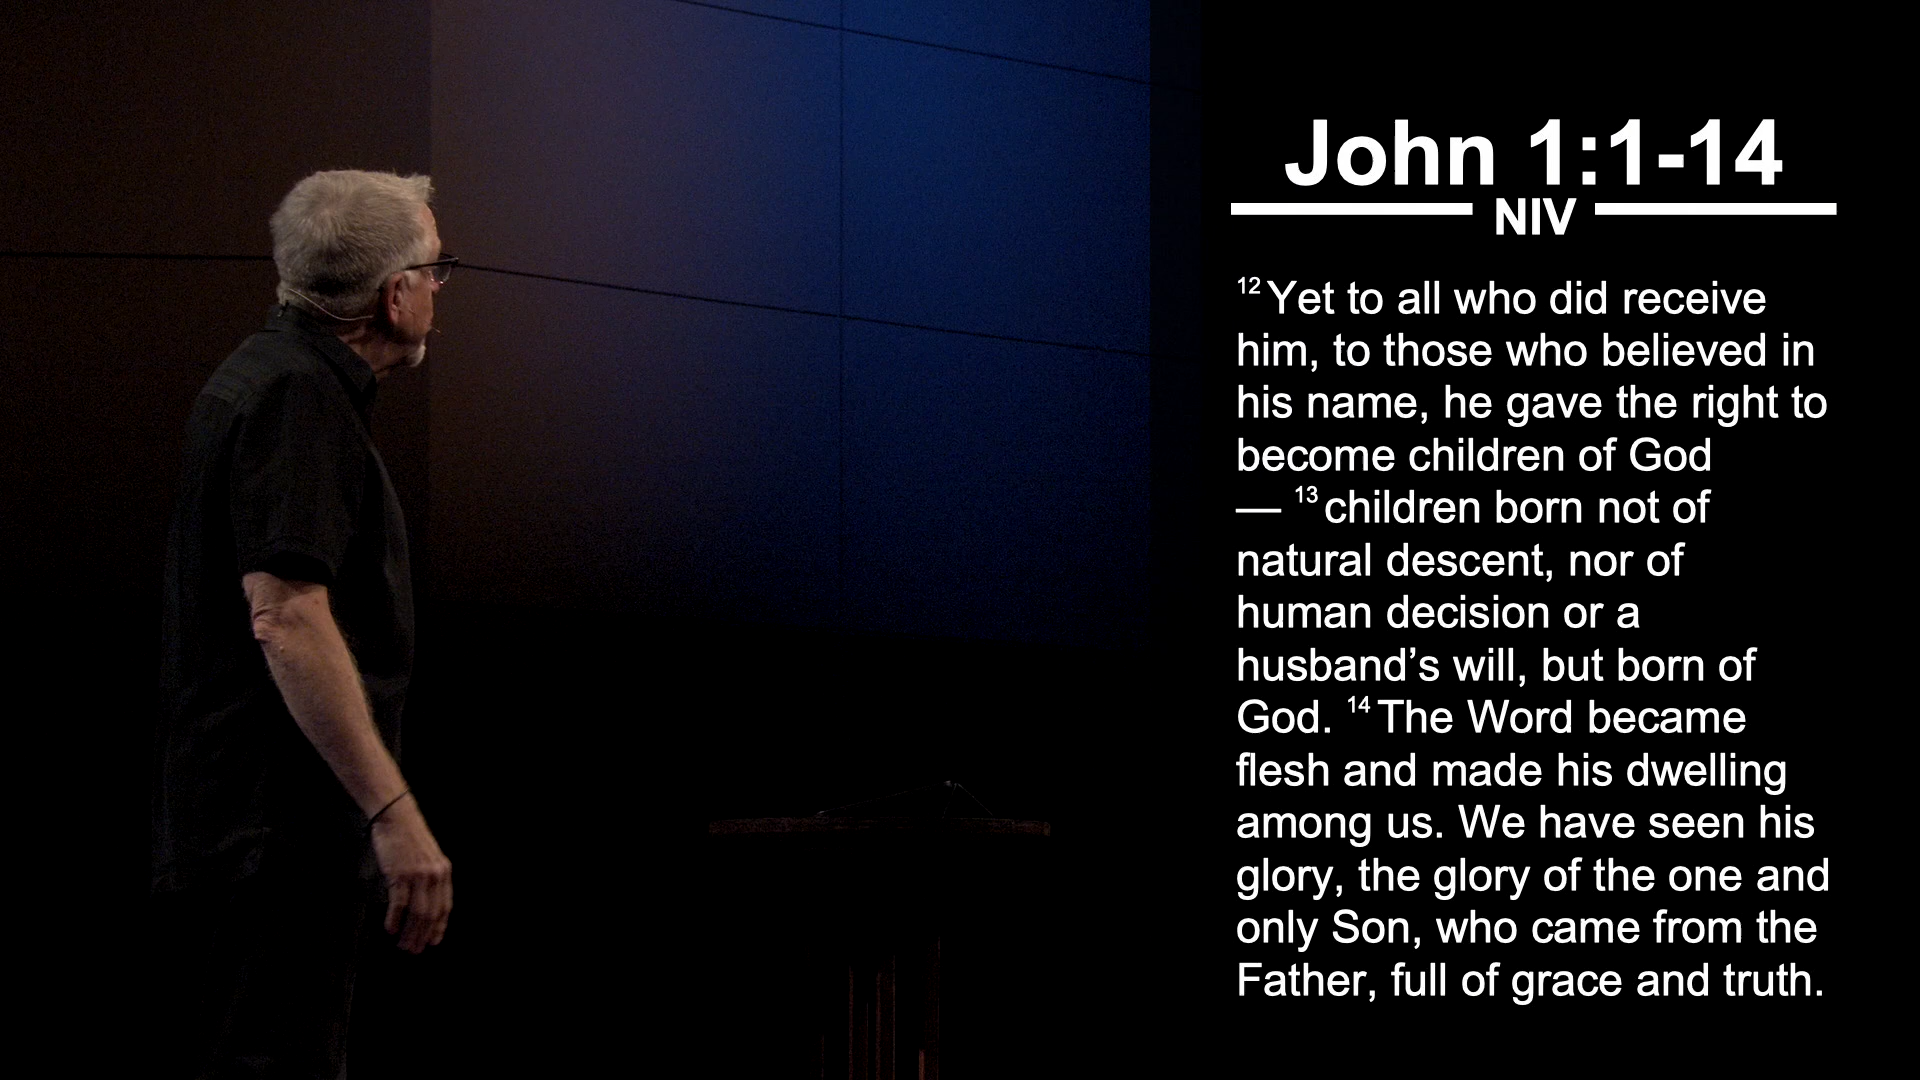 John 1:1-14
NIV
12 Yet to all who did receive
him, to those who believed in
his name, he gave the right to
become children of God
— 13 children born not of
natural descent, nor of
human decision or a
husband’s will, but born of
God. 14 The Word became
flesh and made his dwelling
among us. We have seen his
glory, the glory of the one and
only Son, who came from the
Father, full of grace and truth.